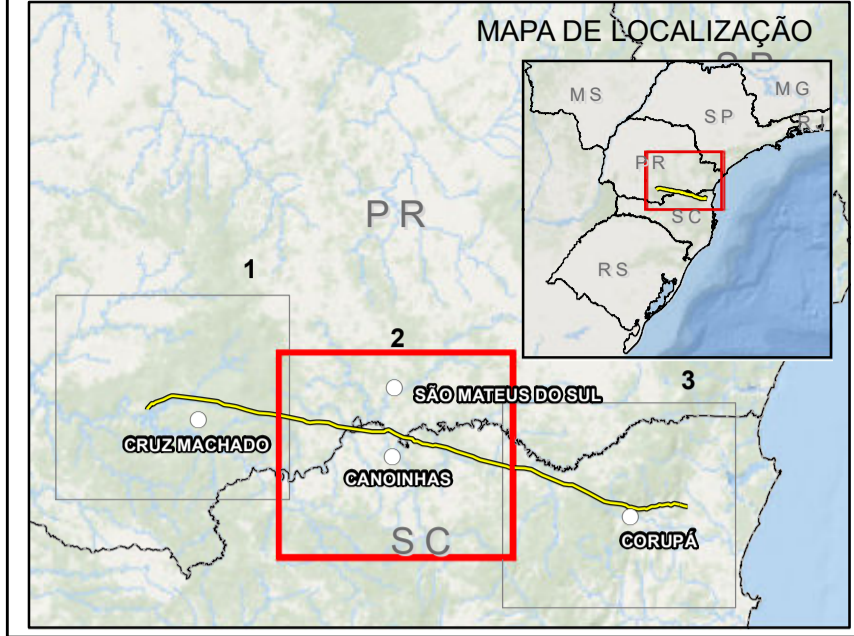 MAPA DE LOCALIZAÇÃO
SP
MS
MG
SP
RJ
PR
SC
RS
PR
1
2
3
SÃO MATEUS DO SUL
CRUZ MACHADO
CANOINHAS
SC
CORUPÁ